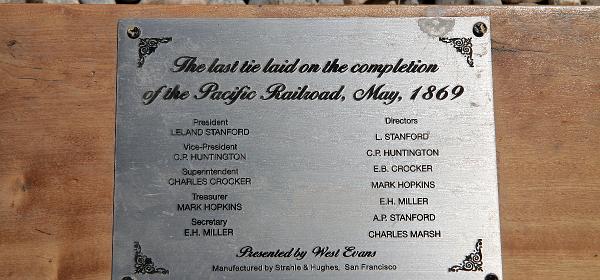 The last tie laid on the completion
of the Pacific Railroad, May, 1869
President
LELAND STANFORD
Vice-President
C.P. HUNTINGTON
Superintendent
CHARLES CROCKER
Treasurer
MARK HOPKINS
Secretary
E.H. MILLER
Directors
L. STANFORD
C.P. HUNTINGTON
E.B. CROCKER
MARK HOPKINS
E.H. MILLER
A.P. STANFORD
CHARLES MARSH
Presented by West Evans
Manufactured by Strahle & Hughes, San Francisco